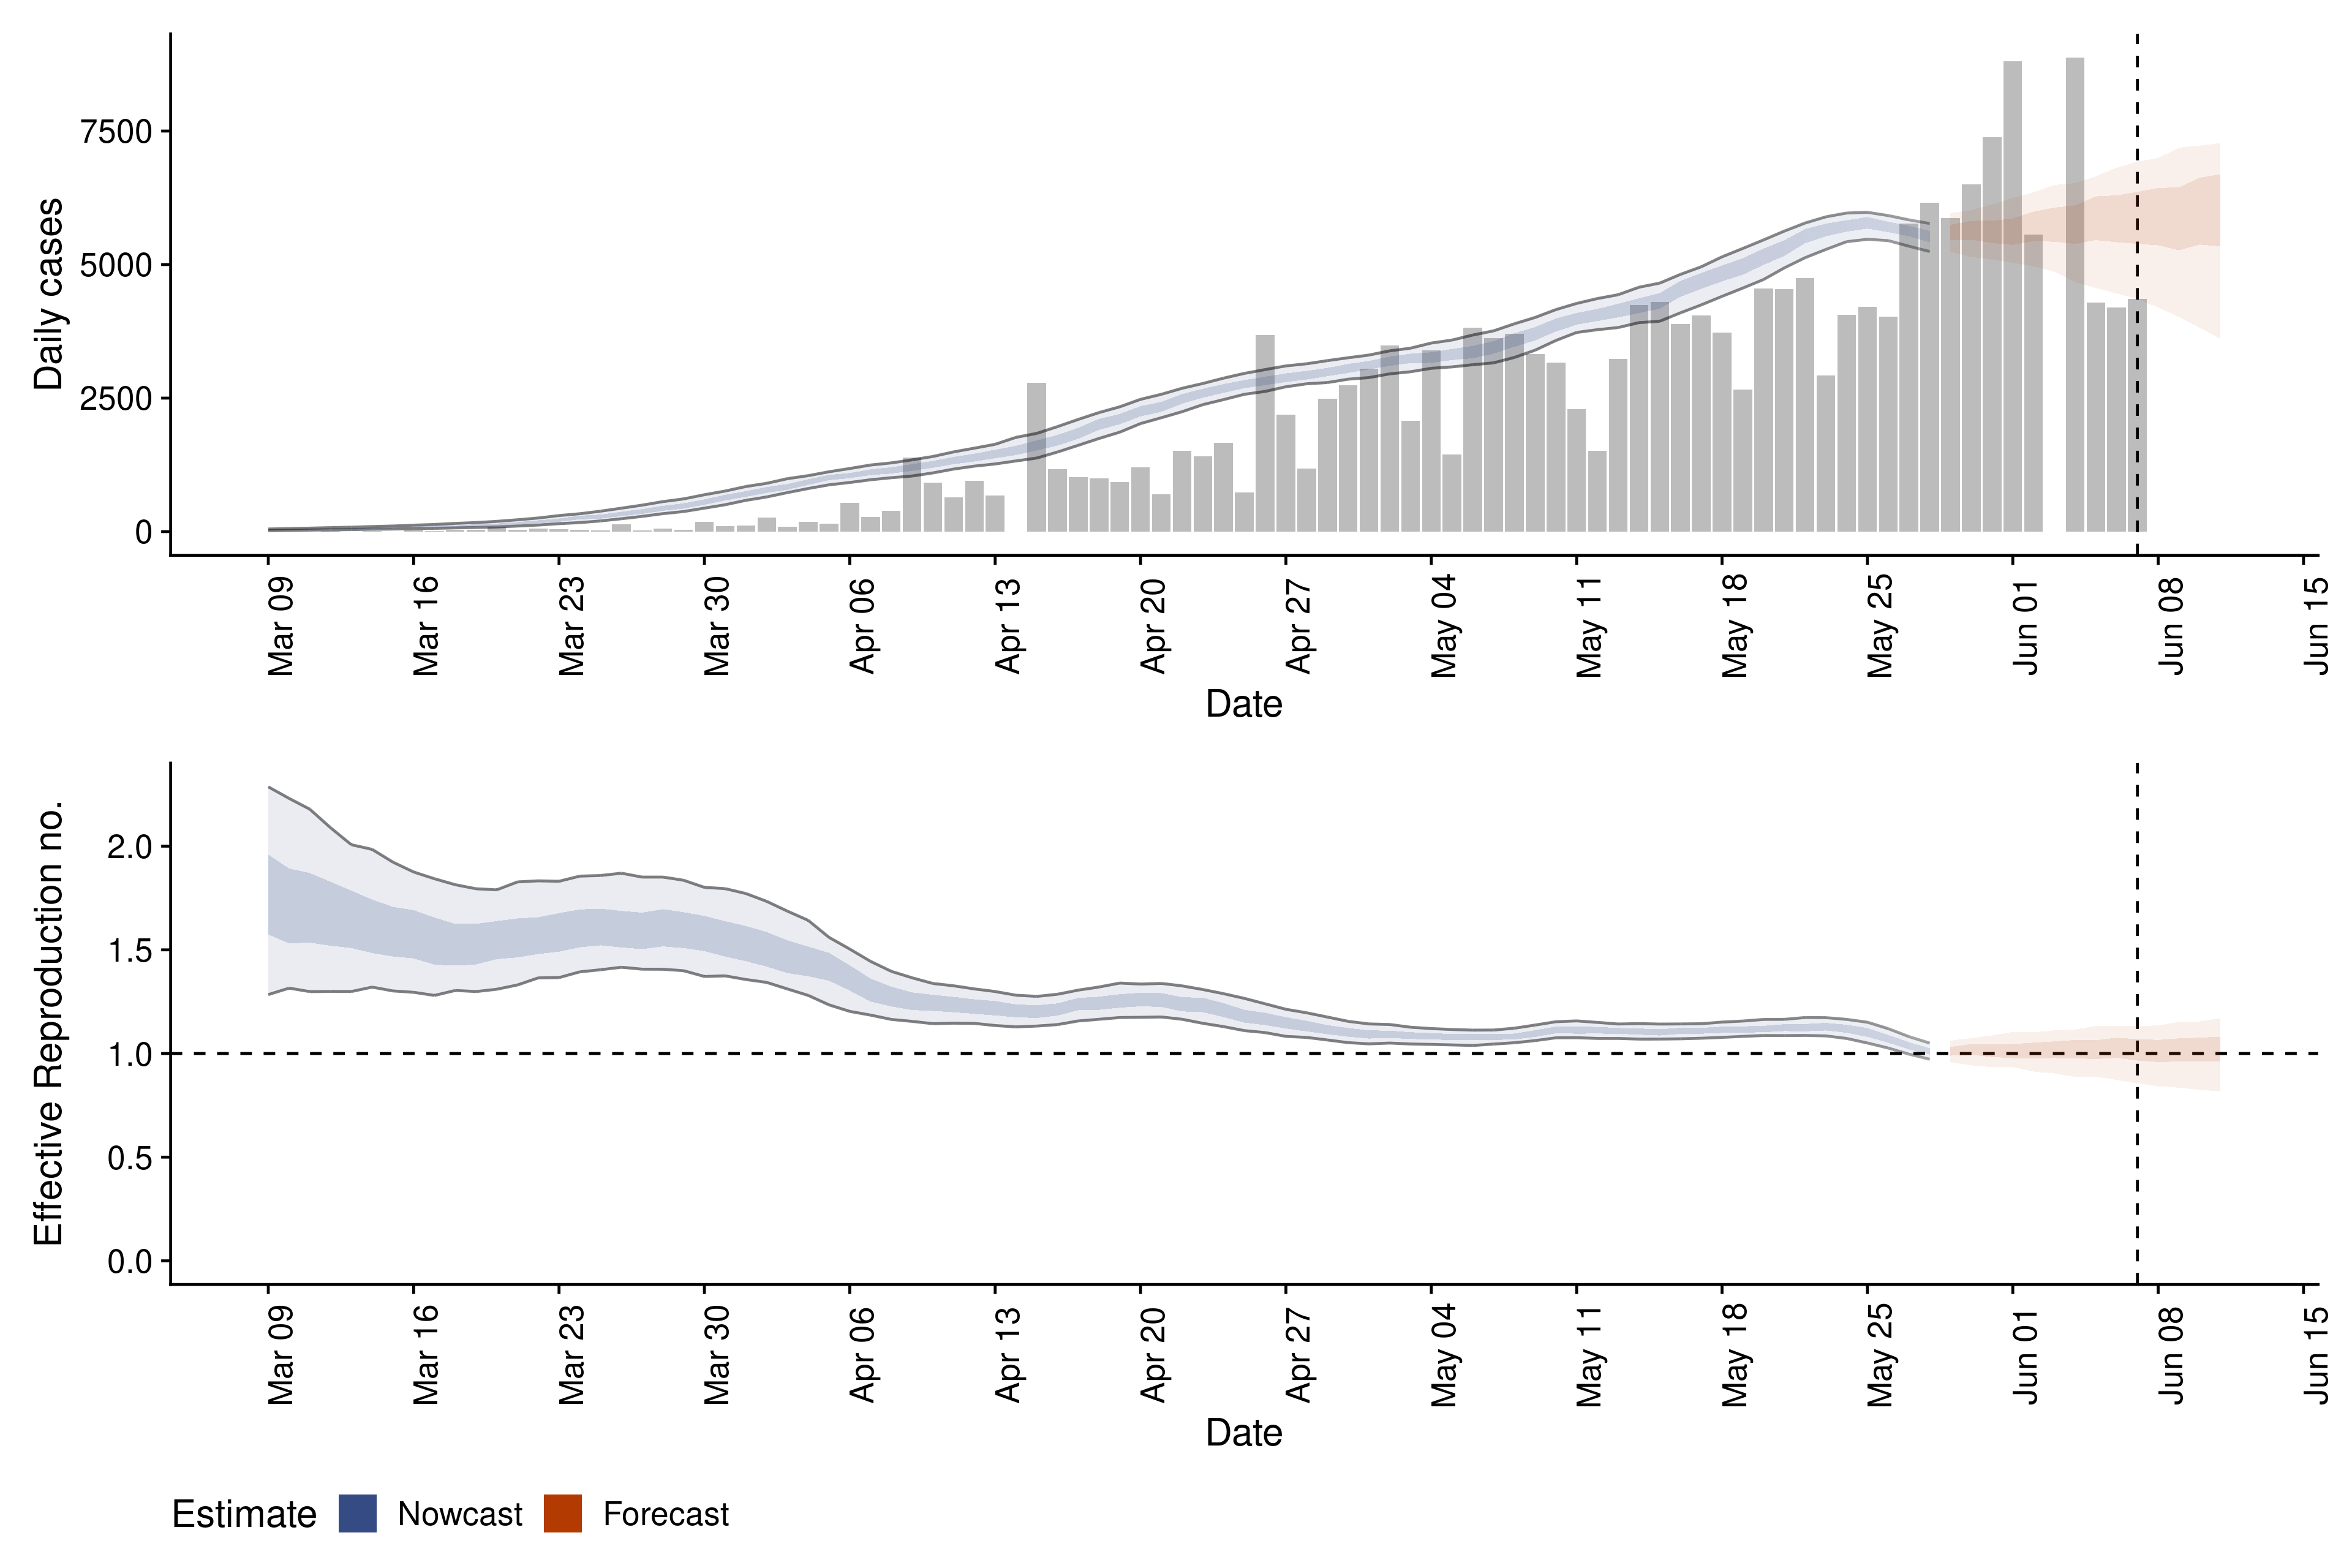 Daily cases
7500
5000
2500
0
Mar 09
Mar 16
Mar 23
Mar 30
Apr 06
Apr 13
Apr 20
Apr 27
May 04
May 11
May 18
May 25
Jun 01
Jun 08
Jun 15
Date
Effective Reproduction no.
2.0
1.5
1.0
0.5
0.0
Mar 09
Mar 16
Mar 23
Mar 30
Apr 06
Apr 13
Apr 20
Apr 27
May 04
May 11
May 18
May 25
Jun 01
Jun 08
Jun 15
Date
Estimate Nowcast Forecast